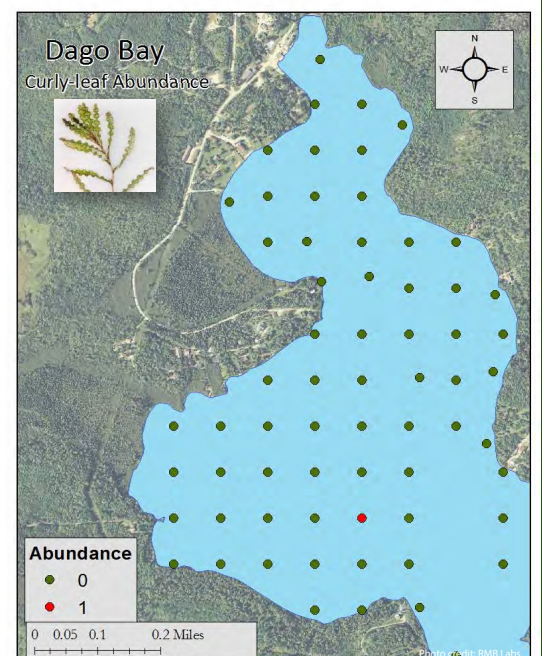 Dago Bay
Curly-leaf Abundance
N
W E
S
Abundance
0
1
0 0.05 0.1 0.2 Miles
Photo credit: RMB Labs